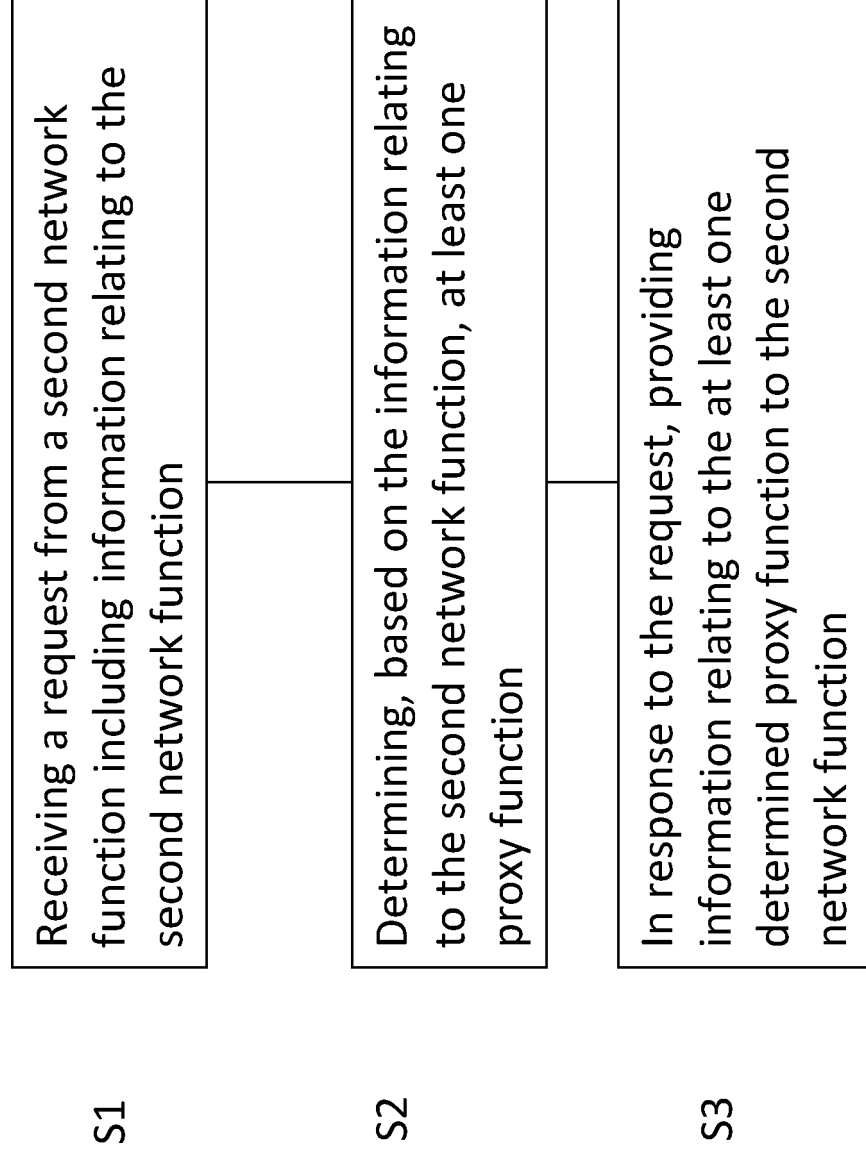 S1
Receiving a request from a second network
function including information relating to the
second network function
S2
Determining, based on the information relating
to the second network function, at least one
proxy function
S3
In response to the request, providing
information relating to the at least one
determined proxy function to the second
network function